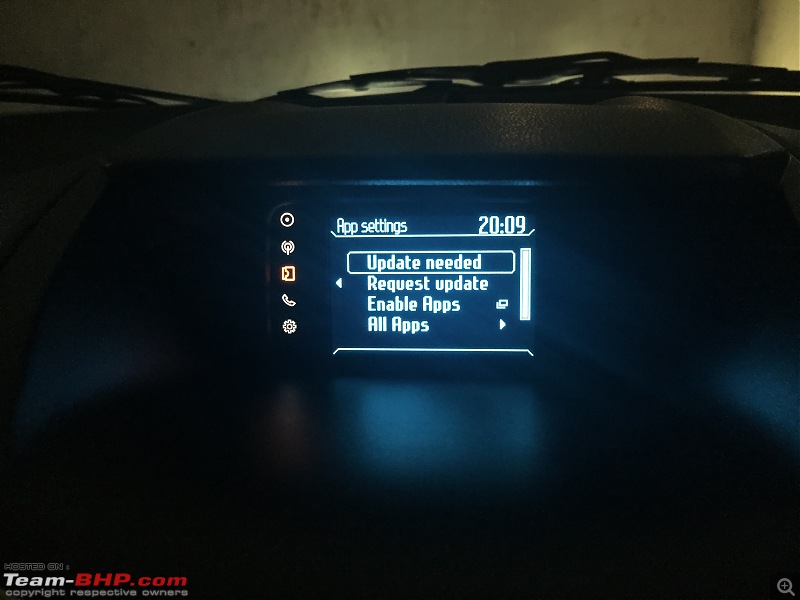 App settings 20:09
Update needed
Request update
Enable Apps
All Apps
HOSTED ON :
Team-BHP.com
copyright respective owners